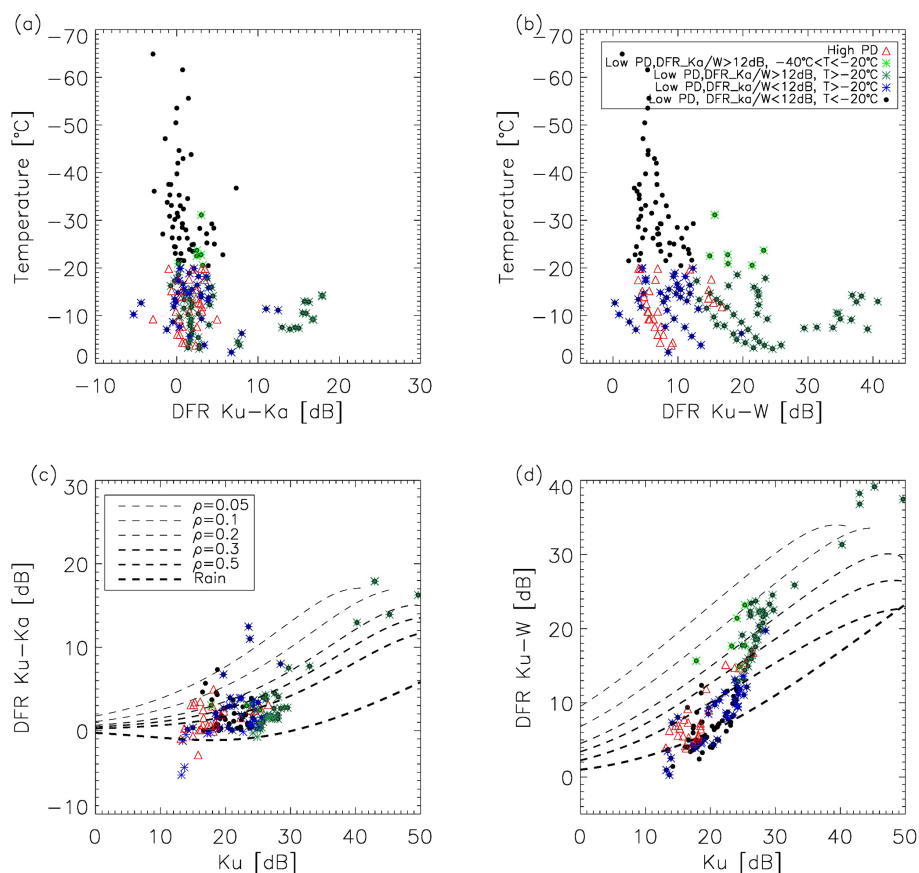 (a)
−70
−60
−50
−40
−30
−20
−10
0
Temperature [°C]
−10 0 10 20 30
DFR Ku−Ka [dB]
(b)
−70
−60
−50
−40
−30
−20
−10
0
Temperature [°C]
High PD
Low PD,DFR_Ka/W>12dB, −40°C<T<−20°C
Low PD,DFR_Ka/W>12dB, T>−20°C
Low PD,DFR_ka/W<12dB, T>−20°C
Low PD, DFR_ka/W<12dB, T<−20°C
0 10 20 30 40
DFR Ku−W [dB]
(c)
30
20
10
0
−10
DFR Ku−Ka [dB]
ρ=0.05
ρ=0.1
ρ=0.2
ρ=0.3
ρ=0.5
Rain
0 10 20 30 40 50
Ku [dB]
(d)
40
30
20
10
0
DFR Ku−W [dB]
0 10 20 30 40 50
Ku [dB]